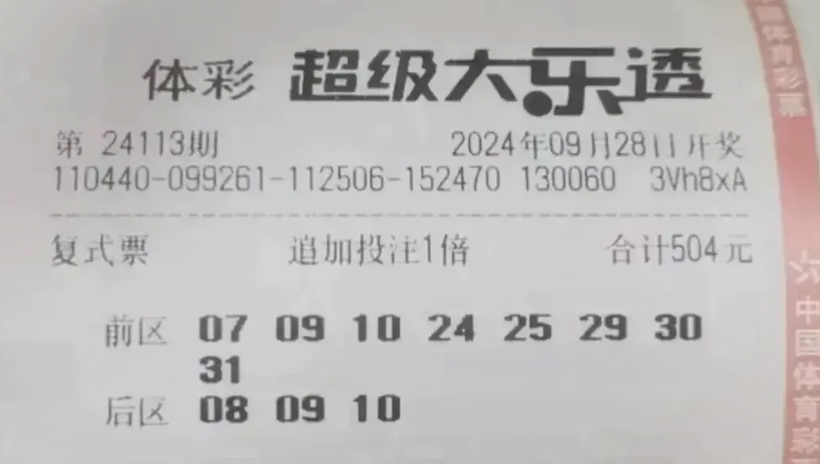 体彩 超级大乐透
第 24113期 2024年09月28日开奖
110440-099261-112506-152470 130060 3Vh8xA
复式票 追加投注1倍 合计504元
前区 07 09 10 24 25 29 30
31
后区 08 09 10
国体育彩票
中国体育彩